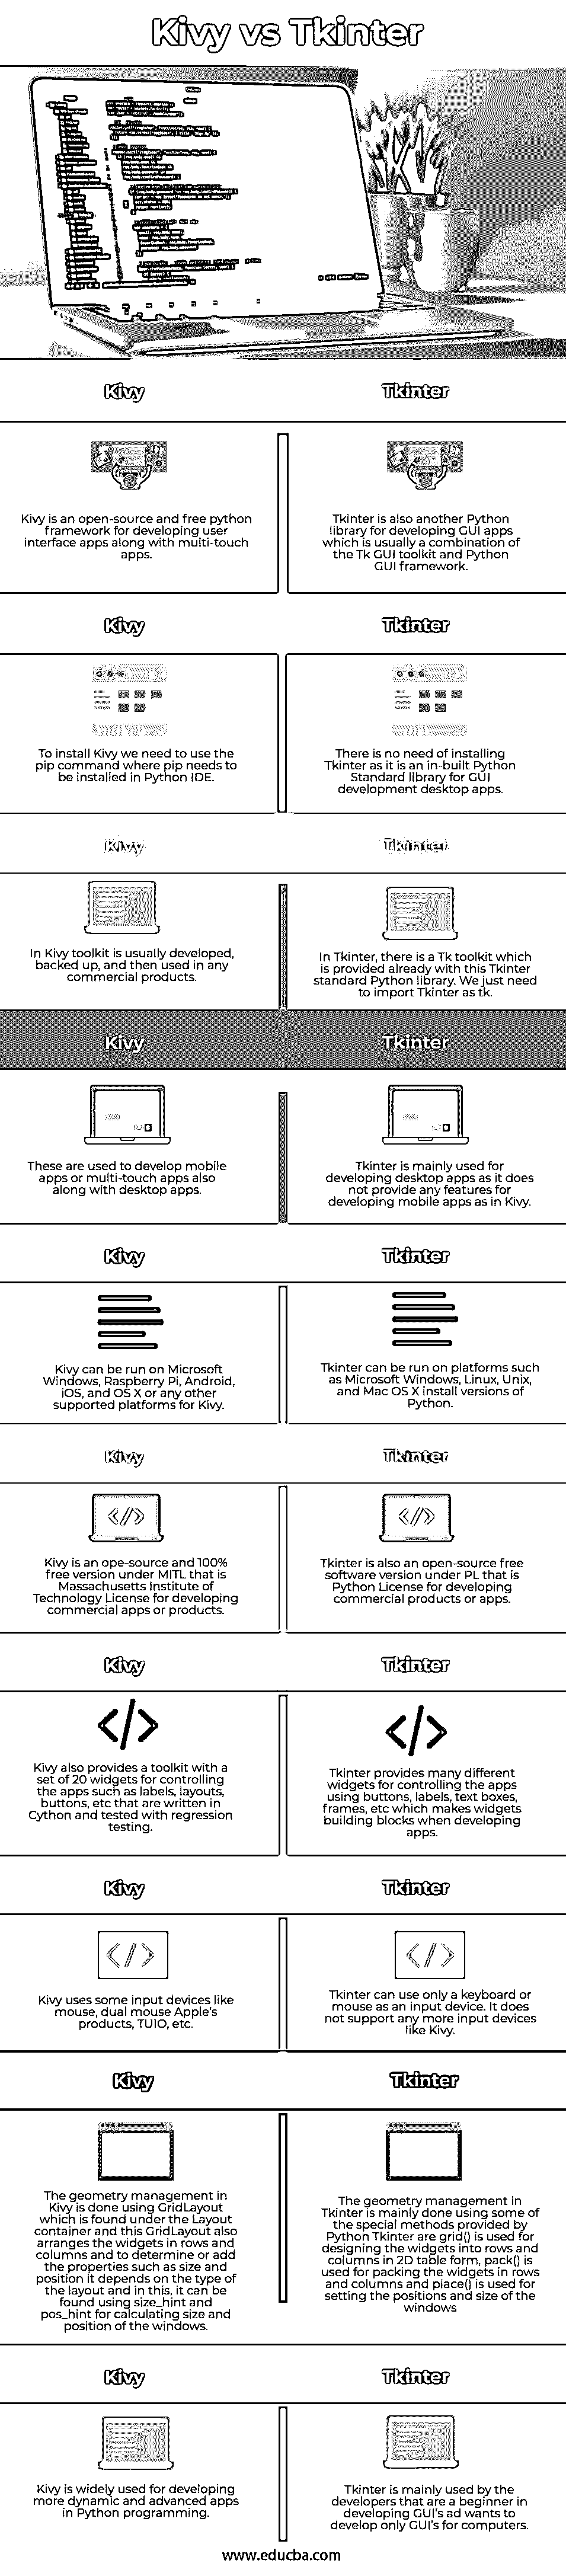 Kivy vs Tkinter
Kivy
Tkinter
Kivy is an open-source and free python
framework for developing user
interface apps along with multi-touch
apps.
Tkinter is also another Python
library for developing GUI apps
which is usually a combination of
the Tk GUI toolkit and Python
GUI framework.
Kivy
Tkinter
To install Kivy we need to use the
pip command where pip needs to
be installed in Python IDE.
There is no need of installing
Tkinter as it is an in-built Python
Standard library for GUI
development desktop apps.
Kivy
Tkinter
In Kivy toolkit is usually developed,
backed up, and then used in any
commercial products.
In Tkinter, there is a Tk toolkit which
is provided already with this Tkinter
standard Python library. We just need
to import Tkinter as tk.
Kivy
Tkinter
These are used to develop mobile
apps or multi-touch apps also
along with desktop apps.
Tkinter is mainly used for
developing desktop apps as it does
not provide any features for
developing mobile apps as in Kivy.
Kivy
Tkinter
Kivy can be run on Microsoft
Windows, Raspberry Pi, Android,
iOS, and OS X or any other
supported platforms for Kivy.
Tkinter can be run on platforms such
as Microsoft Windows, Linux, Unix,
and Mac OS X install versions of
Python.
Kivy
Tkinter
Kivy is an ope-source and 100%
free version under MITL that is
Massachusetts Institute of
Technology License for developing
commercial apps or products.
Tkinter is also an open-source free
software version under PL that is
Python License for developing
commercial products or apps.
Kivy
Tkinter
Kivy also provides a toolkit with a
set of 20 widgets for controlling
the apps such as labels, layouts,
buttons, etc that are written in
Cython and tested with regression
testing.
Tkinter provides many different
widgets for controlling the apps
using buttons, labels, text boxes,
frames, etc which makes widgets
building blocks when developing
apps.
Kivy
Tkinter
Kivy uses some input devices like
mouse, dual mouse Apple's
products, TUIO, etc.
Tkinter can use only a keyboard or
mouse as an input device. It does
not support any more input devices
like Kivy.
Kivy
Tkinter
The geometry management in
Kivy is done using GridLayout
which is found under the Layout
container and this GridLayout also
arranges the widgets in rows and
columns and to determine or add
the properties such as size and
position it depends on the type of
the layout and in this, it can be
found using size_hint and
pos_hint for calculating size and
position of the windows.
The geometry management in
Tkinter is mainly done using some of
the special methods provided by
Python Tkinter are grid() is used for
designing the widgets into rows and
columns in 2D table form, pack() is
used for packing the widgets in rows
and columns and place() is used for
setting the positions and size of the
windows
Kivy
Tkinter
Kivy is widely used for developing
more dynamic and advanced apps
in Python programming.
Tkinter is mainly used by the
developers that are a beginner in
developing GUI's ad wants to
develop only GUI's for computers.
www.educba.com